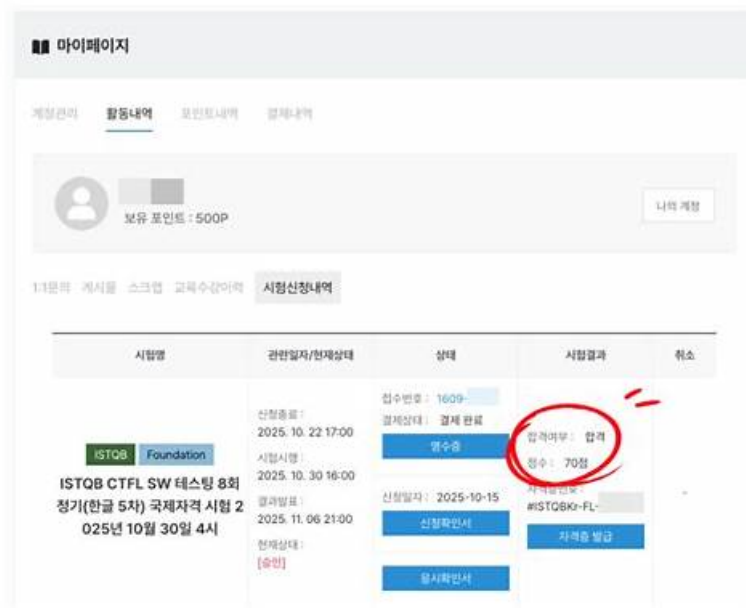 마이페이지
계정관리 활동내역 포인트내역 결제내역
보유 포인트 : 500P
나의 계정
1:1문의 게시물 스크랩 교육수강이력 시험신청내역
시험명 관련일자/현재상태 상태 시험결과 취소
ISTQB Foundation
ISTQB CTFL SW 테스팅 8회
정기(한글 5차) 국제자격 시험 2
025년 10월 30일 4시
신청종료 :
2025. 10. 22 17:00
시험시행 :
2025. 10. 30 16:00
결과발표 :
2025. 11. 06 21:00
현재상태 :
[승인]
접수번호 : 1609-
결제상태 : 결제 완료
영수증
신청일자 : 2025-10-15
신청확인서
응시확인서
합격여부 : 합격
점수 : 70점
자격증번호 :
#ISTQBKr-FL-
자격증 발급
-